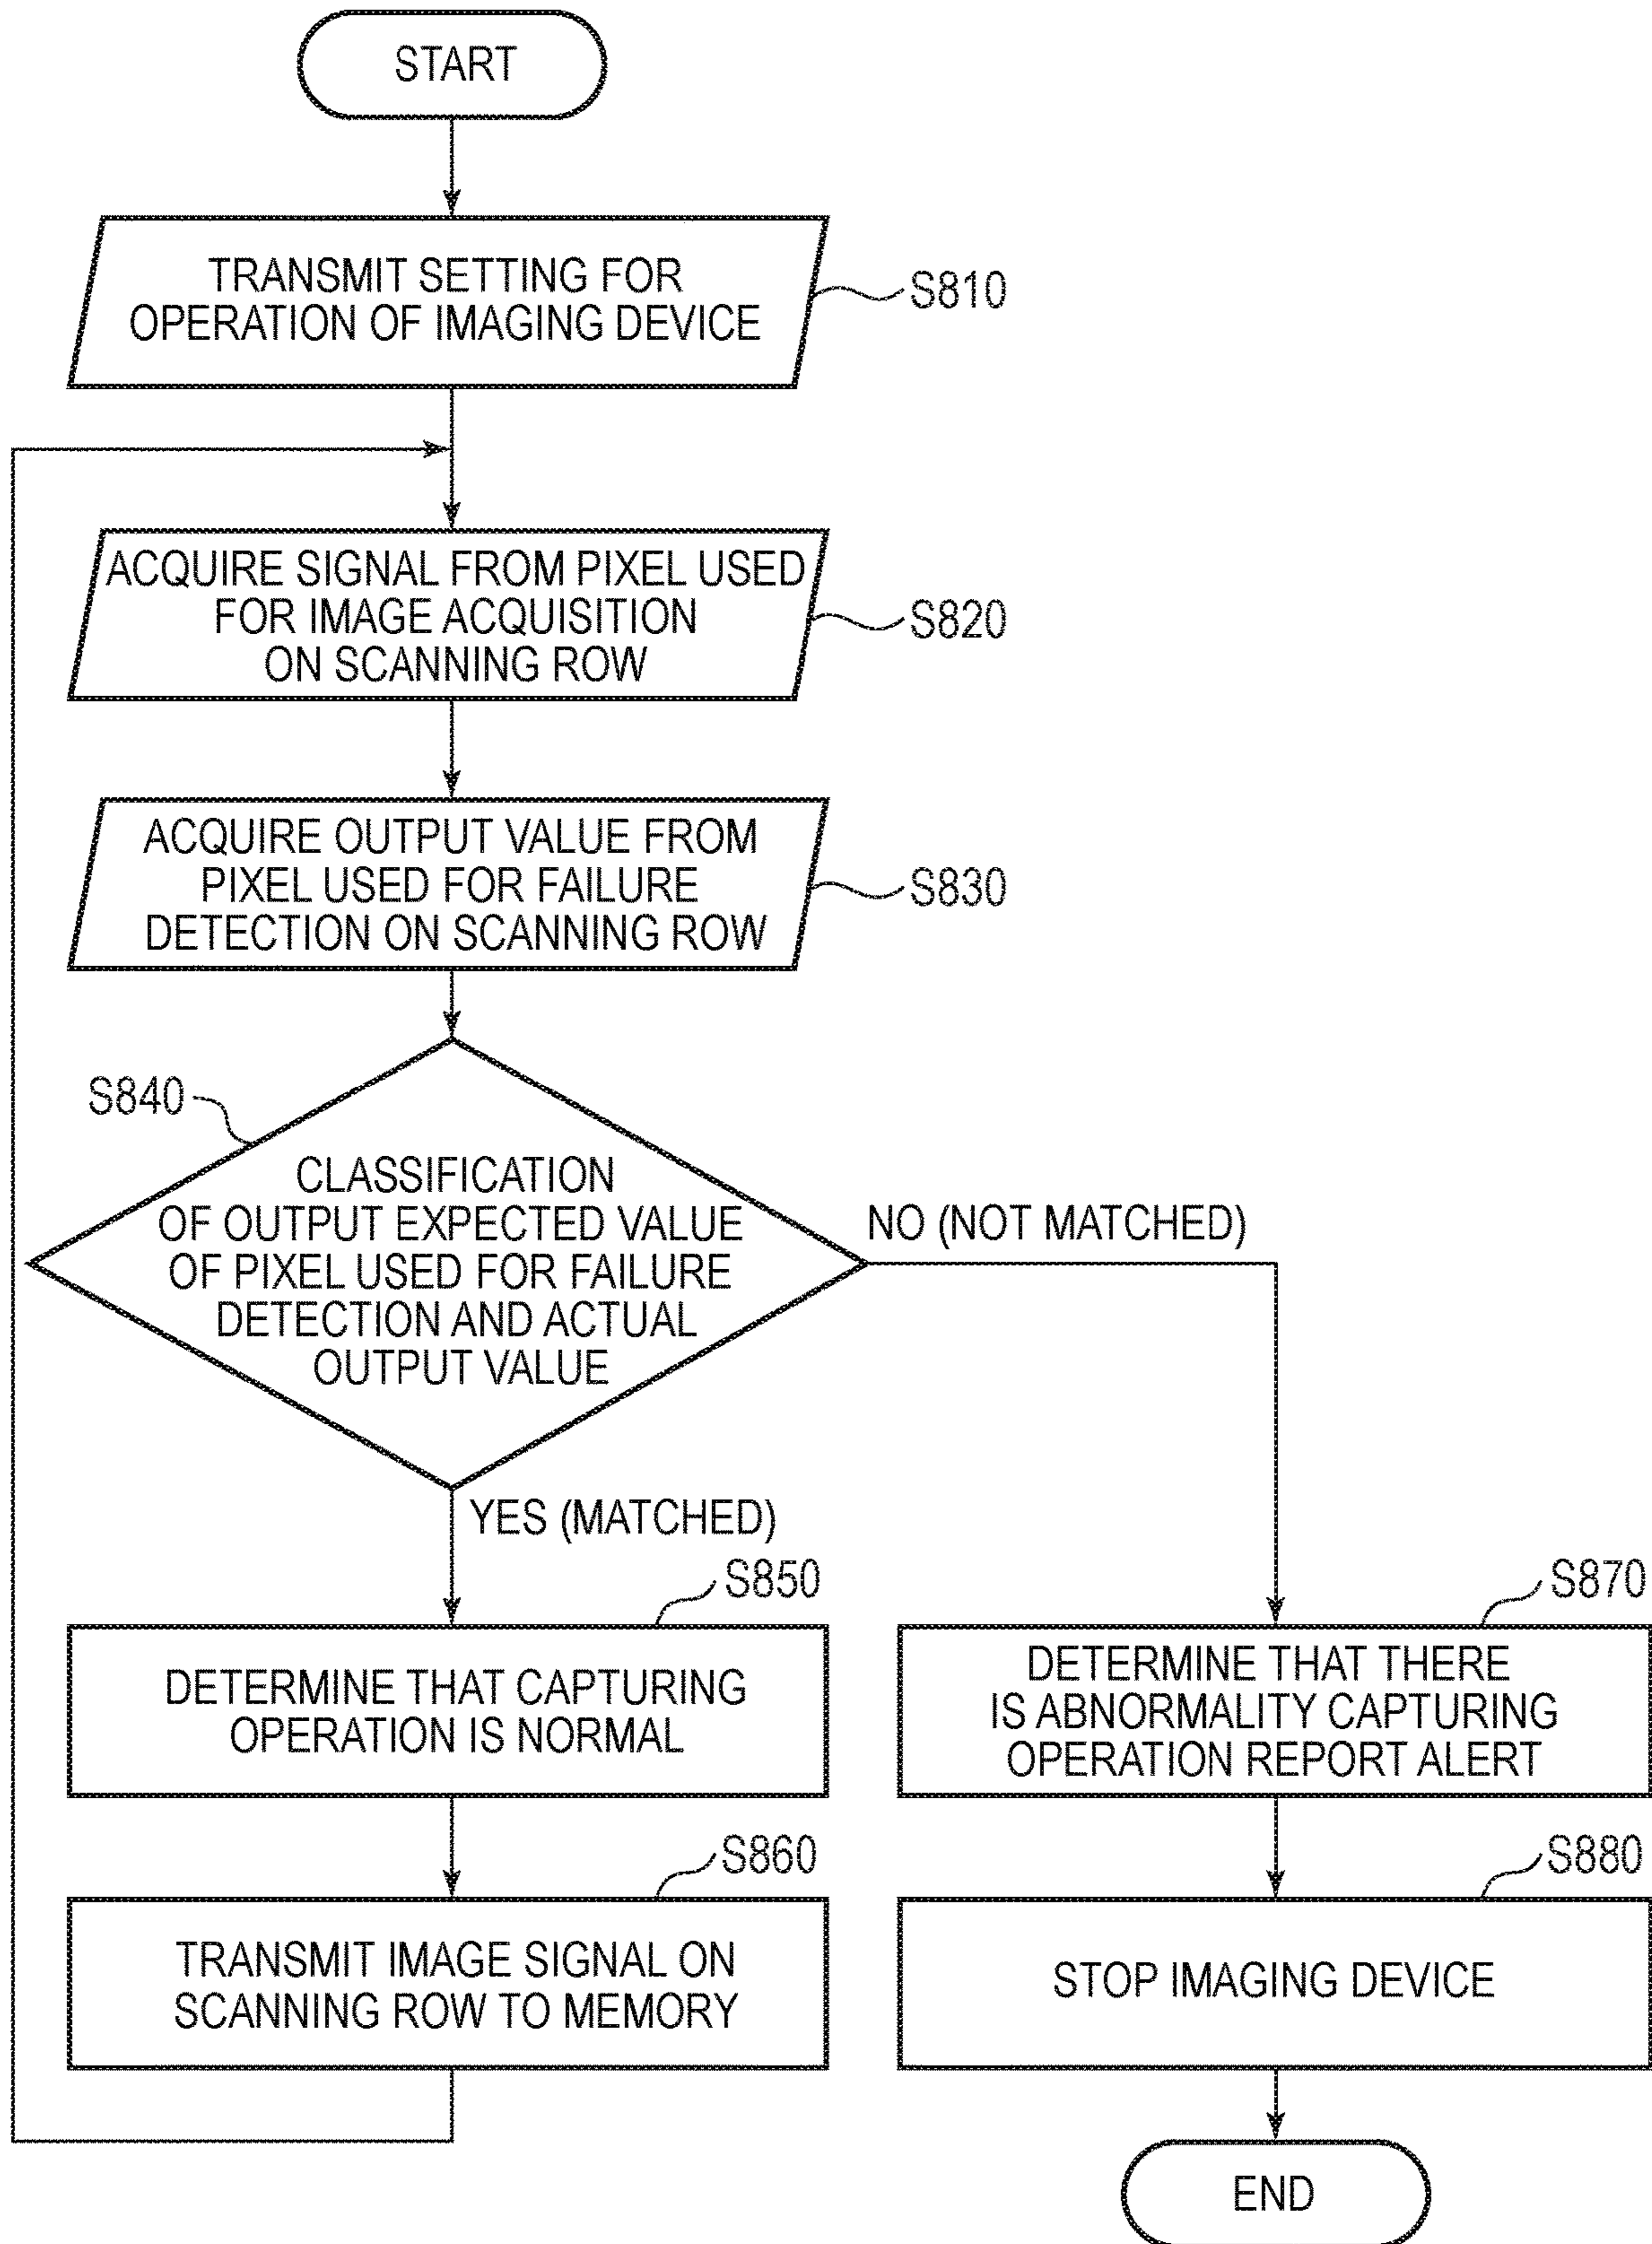 START
TRANSMIT SETTING FOR
OPERATION OF IMAGING DEVICE
S810
ACQUIRE SIGNAL FROM PIXEL USED
FOR IMAGE ACQUISITION
ON SCANNING ROW
S820
ACQUIRE OUTPUT VALUE FROM
PIXEL USED FOR FAILURE
DETECTION ON SCANNING ROW
S830
S840
CLASSIFICATION
OF OUTPUT EXPECTED VALUE
OF PIXEL USED FOR FAILURE
DETECTION AND ACTUAL
OUTPUT VALUE
NO (NOT MATCHED)
YES (MATCHED)
S850
DETERMINE THAT CAPTURING
OPERATION IS NORMAL
S870
DETERMINE THAT THERE
IS ABNORMALITY CAPTURING
OPERATION REPORT ALERT
S860
TRANSMIT IMAGE SIGNAL ON
SCANNING ROW TO MEMORY
S880
STOP IMAGING DEVICE
END